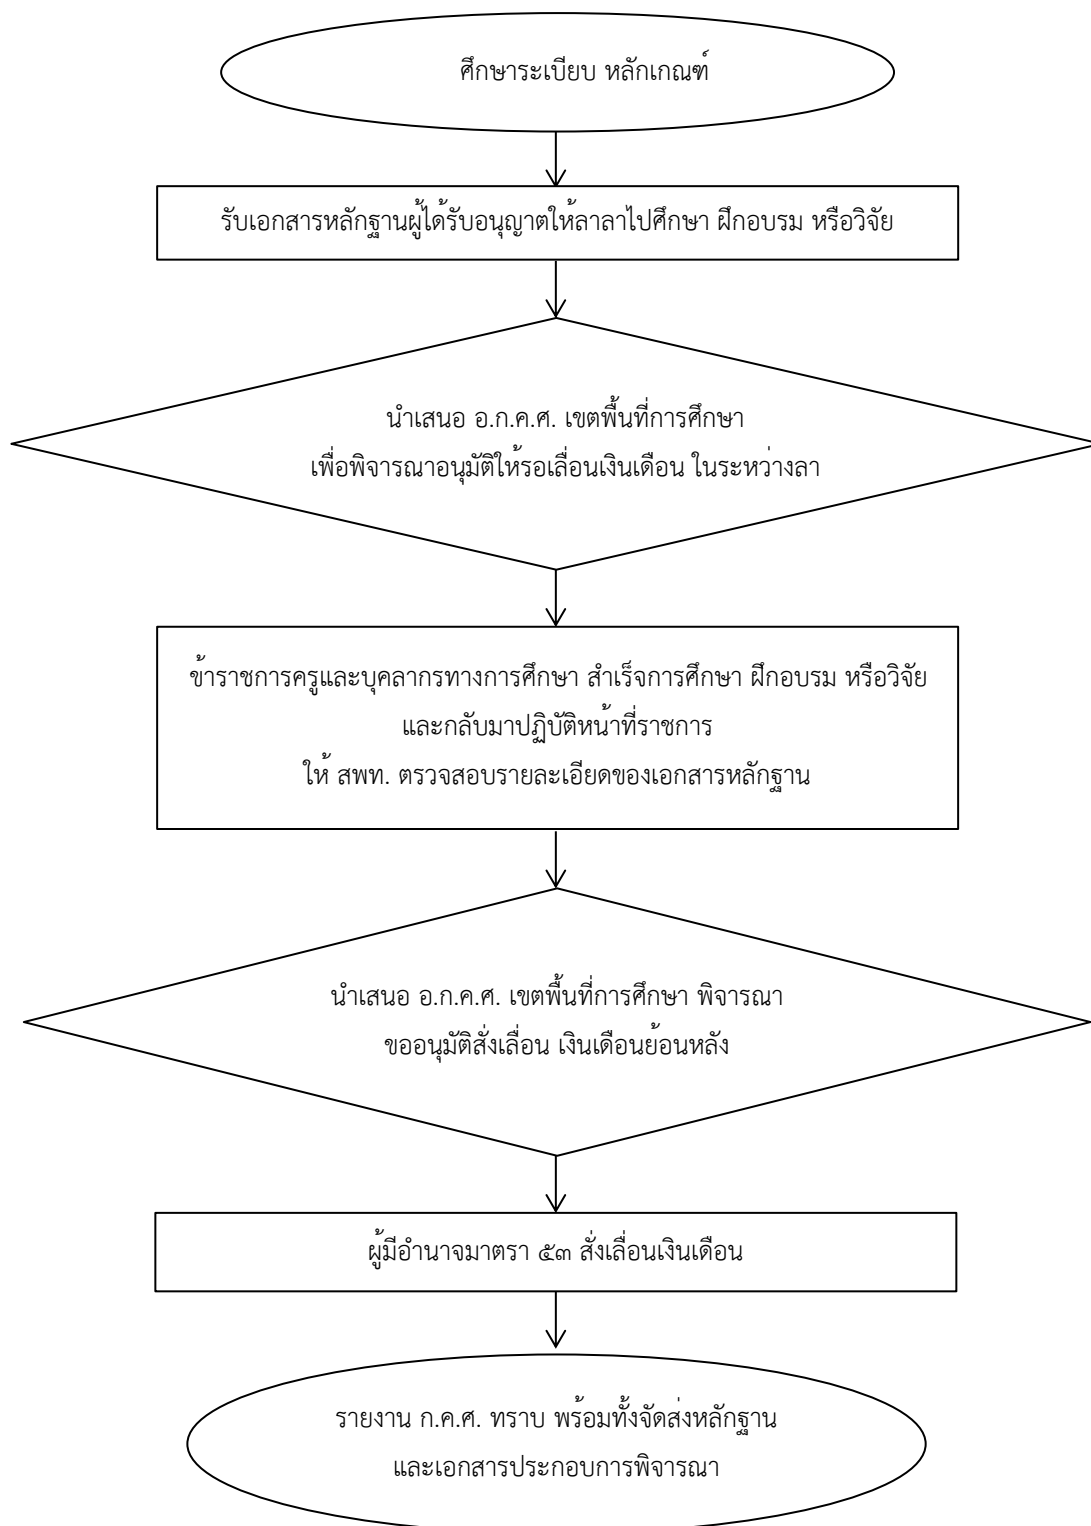 ศึกษาระเบียบ หลักเกณฑ์
รับเอกสารหลักฐานผู้ได้รับอนุญาตให้ลาลาไปศึกษา ฝึกอบรม หรือวิจัย
นำเสนอ อ.ก.ค.ศ. เขตพื้นที่การศึกษา
เพื่อพิจารณาอนุมัติให้รอเลื่อนเงินเดือน ในระหว่างลา
ข้าราชการครูและบุคลากรทางการศึกษา สำเร็จการศึกษา ฝึกอบรม หรือวิจัย
และกลับมาปฏิบัติหน้าที่ราชการ
ให้ สพท. ตรวจสอบรายละเอียดของเอกสารหลักฐาน
นำเสนอ อ.ก.ค.ศ. เขตพื้นที่การศึกษา พิจารณา
ขออนุมัติสั่งเลื่อน เงินเดือนย้อนหลัง
ผู้มีอำนาจมาตรา ๕๓ สั่งเลื่อนเงินเดือน
รายงาน ก.ค.ศ. ทราบ พร้อมทั้งจัดส่งหลักฐาน
และเอกสารประกอบการพิจารณา